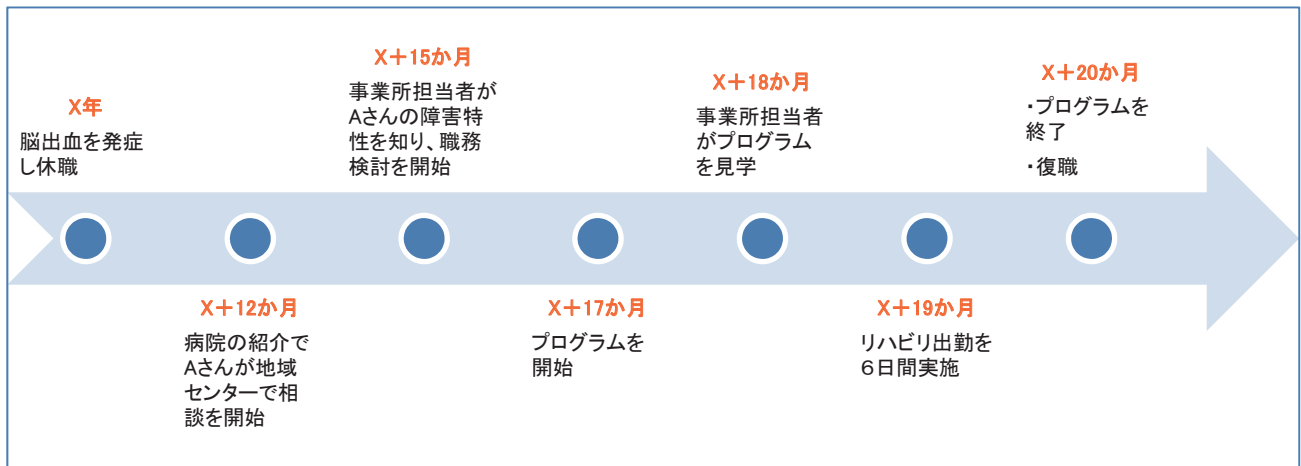 X年
脳出血を発症
し休職
X＋12か月
病院の紹介で
Aさんが地域
センターで相
談を開始
X＋15か月
事業所担当者が
Aさんの障害特
性を知り、職務
検討を開始
X＋17か月
プログラムを
開始
X＋18か月
事業所担当者
がプログラム
を見学
X＋19か月
リハビリ出勤を
６日間実施
X＋20か月
・プログラムを
終了
・復職